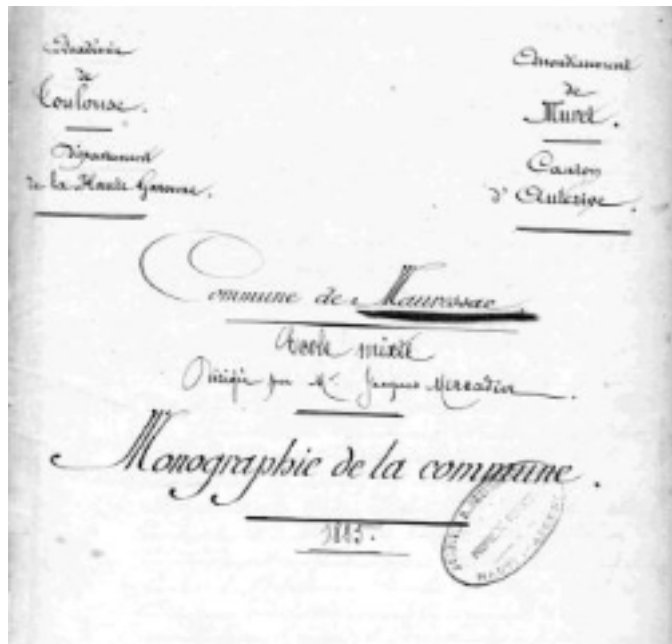 Académie
de
Toulouse.
Département
de la Haute Garonne.
Arrondissement
de
Muret.
Canton
d'Auterive.
Commune de Mauressac
École mixte
Dirigée par Mr. Jacques Mercadier.
Monographie de la commune.
1885.